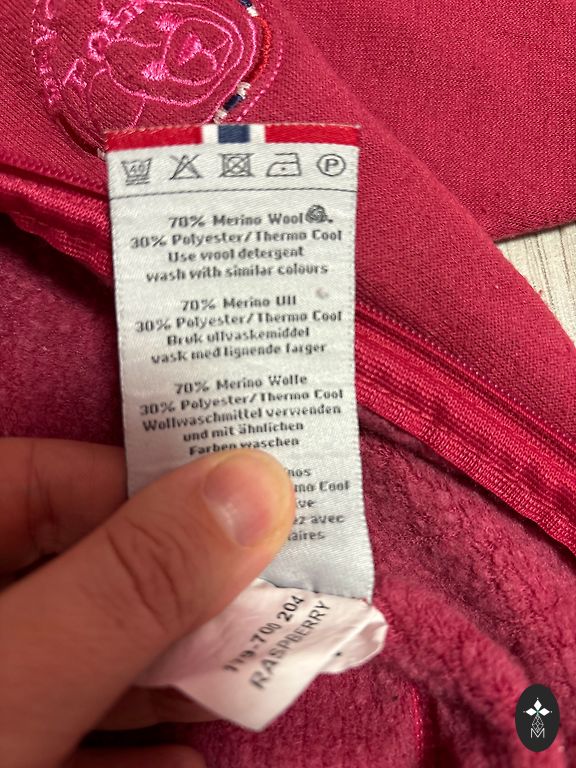 40 P
70% Merino Wool
30% Polyester/Thermo Cool
Use wool detergent
wash with similar colours
70% Merino Ull
30% Polyester/Thermo Cool
Bruk ullvaskemiddel
vask med lignende farger
70% Merino Wolle
30% Polyester/Thermo Cool
Wollwaschmittel verwenden
und mit ähnlichen
Farben waschen
Cool
avec
204
RASPBERRY
M